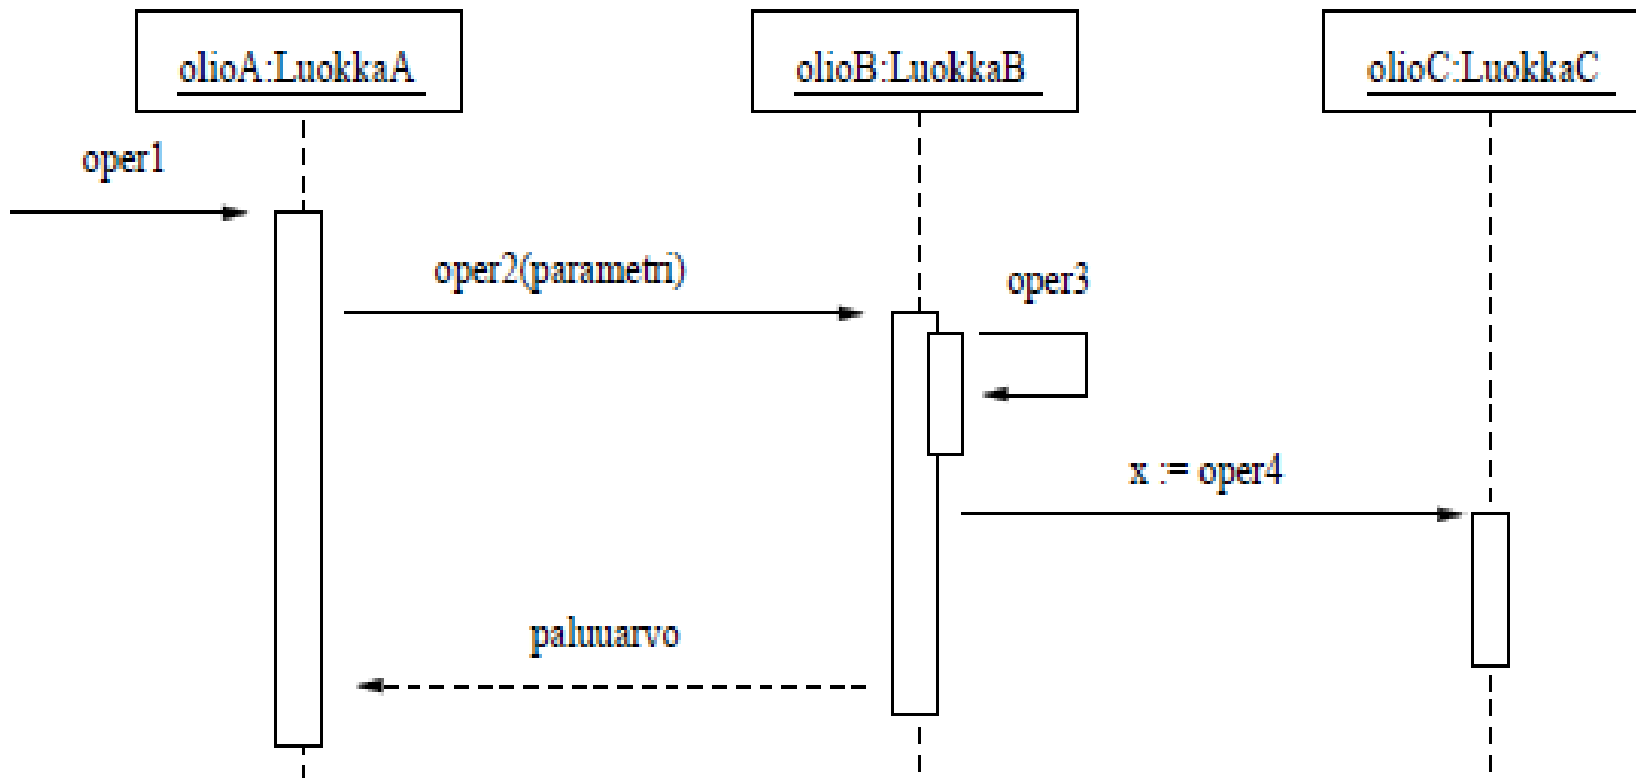 olioA:LuokkaA
olioB:LuokkaB
olioC:LuokkaC
oper1
oper2(parametri)
oper3
x := oper4
paluuarvo